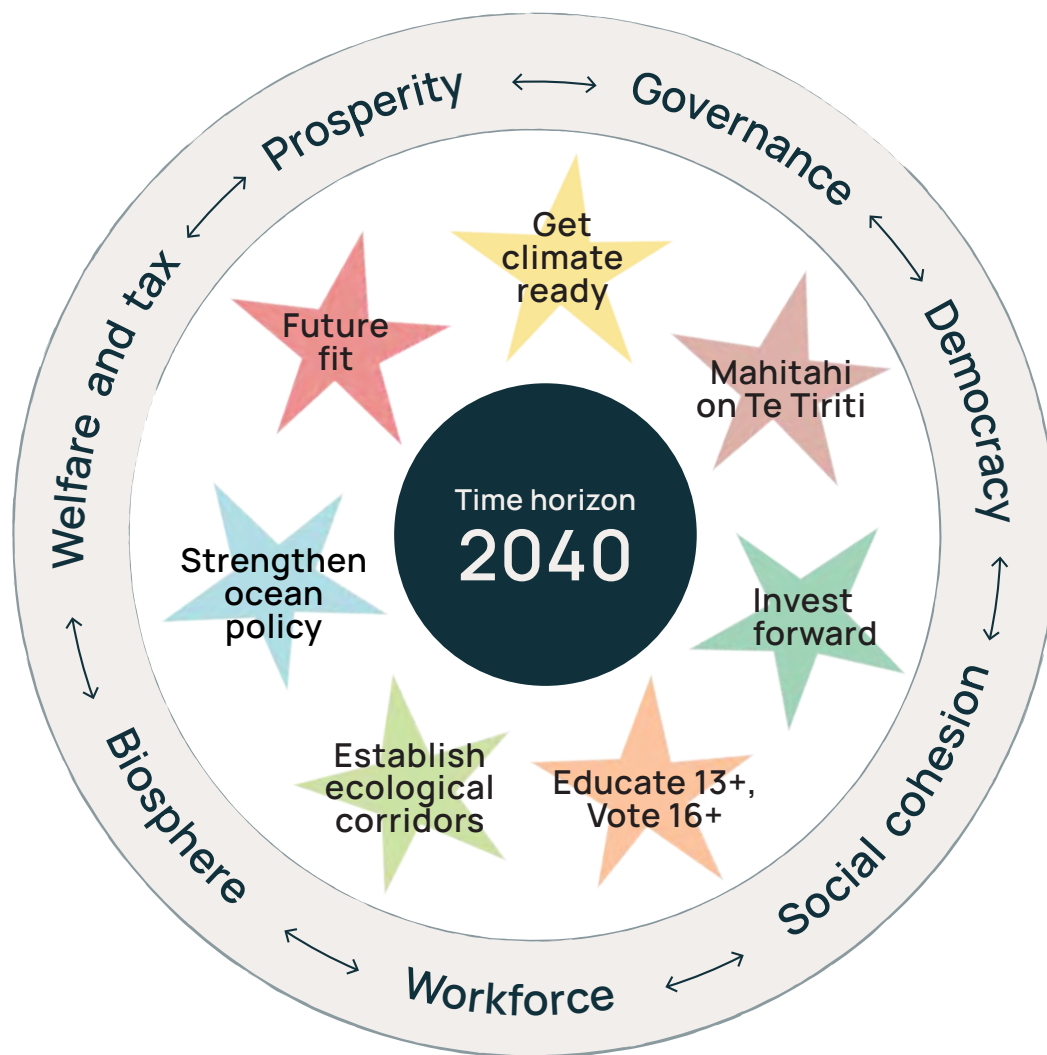 Prosperity
Governance
Democracy
Social cohesion
Workforce
Biosphere
Welfare and tax
Get
climate
ready
Mahitahi
on Te Tiriti
Invest
forward
Educate 13+,
Vote 16+
Establish
ecological
corridors
Strengthen
ocean
policy
Future
fit
Time horizon
2040